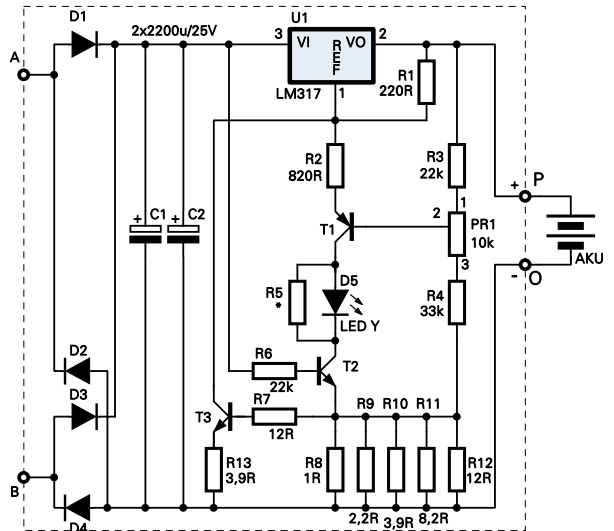 D1
2x2200u/25V
U1
3 VI R E F VO 2
A
LM317
1
R1
220R
R2
820R
R3
22k
+ P
1
2
T1
PR1
10k
3
+ C1
+ C2
AKU
- O
R5
*
D5
LED Y
R4
33k
D2
R6
22k
T2
D3
R7
12R
R9 R10 R11
T3
B
R13
3,9R
R8
1R
R12
12R
2,2R
3,9R
8,2R
D4